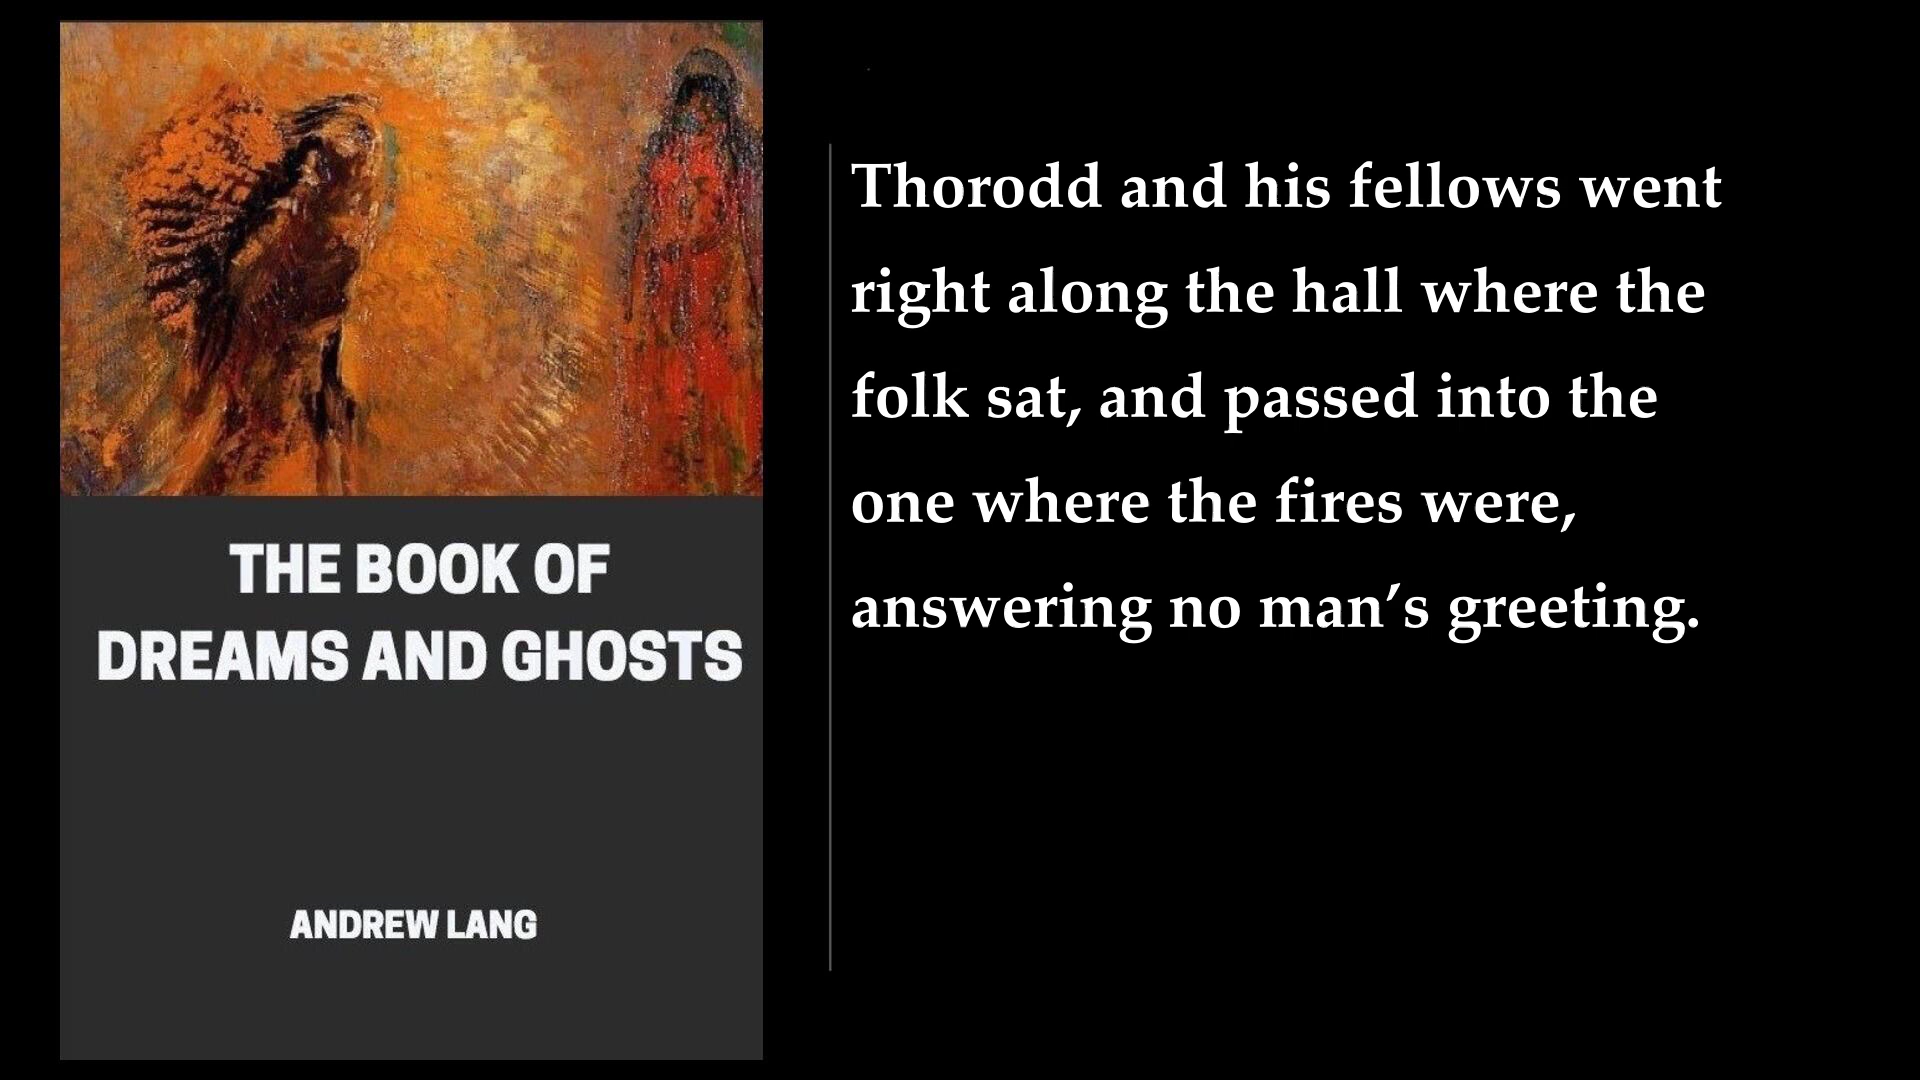 THE BOOK OF
DREAMS AND GHOSTS
ANDREW LANG
Thorodd and his fellows went
right along the hall where the
folk sat, and passed into the
one where the fires were,
answering no man’s greeting.